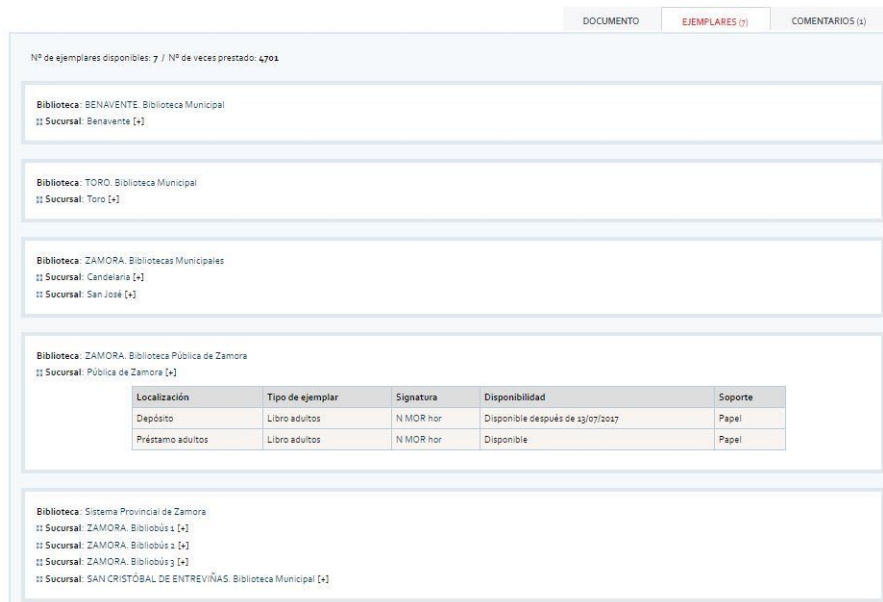 DOCUMENTO EJEMPLARES (7) COMENTARIOS (1)
Nº de ejemplares disponibles: 7 / Nº de veces prestado: 4701
Biblioteca: BENAVENTE. Biblioteca Municipal
Sucursal: Benavente [+]
Biblioteca: TORO. Biblioteca Municipal
Sucursal: Toro [+]
Biblioteca: ZAMORA. Bibliotecas Municipales
Sucursal: Candelaria [+]
Sucursal: San José [+]
Biblioteca: ZAMORA. Biblioteca Pública de Zamora
Sucursal: Pública de Zamora [+]
Localización Tipo de ejemplar Signatura Disponibilidad Soporte
Depósito Libro adultos N MOR hor Disponible después de 13/07/2017 Papel
Préstamo adultos Libro adultos N MOR hor Disponible Papel
Biblioteca: Sistema Provincial de Zamora
Sucursal: ZAMORA. Bibliobús 1 [+]
Sucursal: ZAMORA. Bibliobús 2 [+]
Sucursal: ZAMORA. Bibliobús 3 [+]
Sucursal: SAN CRISTÓBAL DE ENTREVIÑAS. Biblioteca Municipal [+]